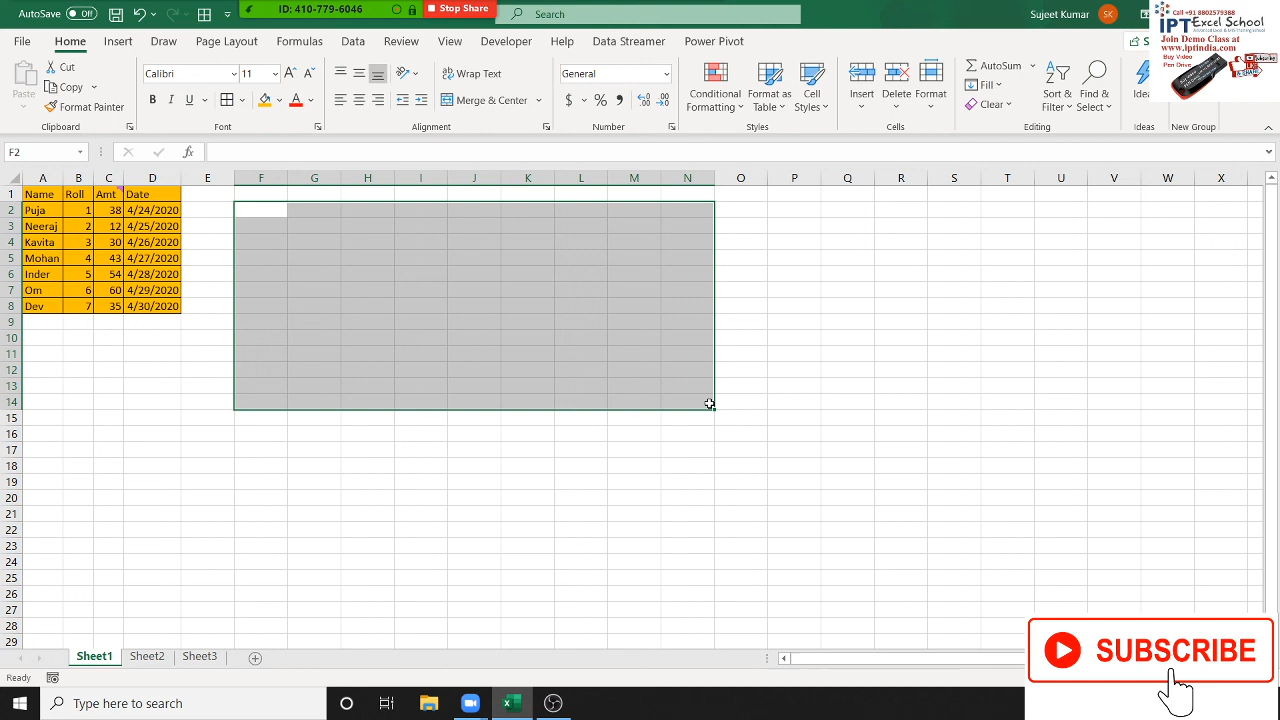 AutoSave Off
ID: 410-779-6046
Stop Share
Search
Sujeet Kumar
SK
Call +91 8802579388
IPT Excel School
Advanced Excel & MIS Training School
Join Demo Class at
www.iptindia.com
Buy Video
Pen Drive
File Home Insert Draw Page Layout Formulas Data Review View Developer Help Data Streamer Power Pivot
Cut
Copy
Format Painter
Paste
Clipboard
Calibri 11
B I U
Font
Wrap Text
Merge & Center
Alignment
General
$ % ,
Number
Conditional Formatting
Format as Table
Cell Styles
Styles
Insert Delete Format
Cells
AutoSum
Fill
Clear
Sort & Filter
Find & Select
Editing
Ideas
Ideas
New Group
F2
fx
A B C D E F G H I J K L M N O P Q R S T U V W X
1 Name Roll Amt Date
2 Puja 1 38 4/24/2020
3 Neeraj 2 12 4/25/2020
4 Kavita 3 30 4/26/2020
5 Mohan 4 43 4/27/2020
6 Inder 5 54 4/28/2020
7 Om 6 60 4/29/2020
8 Dev 7 35 4/30/2020
9
10
11
12
13
14
15
16
17
18
19
20
21
22
23
24
25
26
27
28
29
Sheet1 Sheet2 Sheet3
Ready
SUBSCRIBE
Type here to search